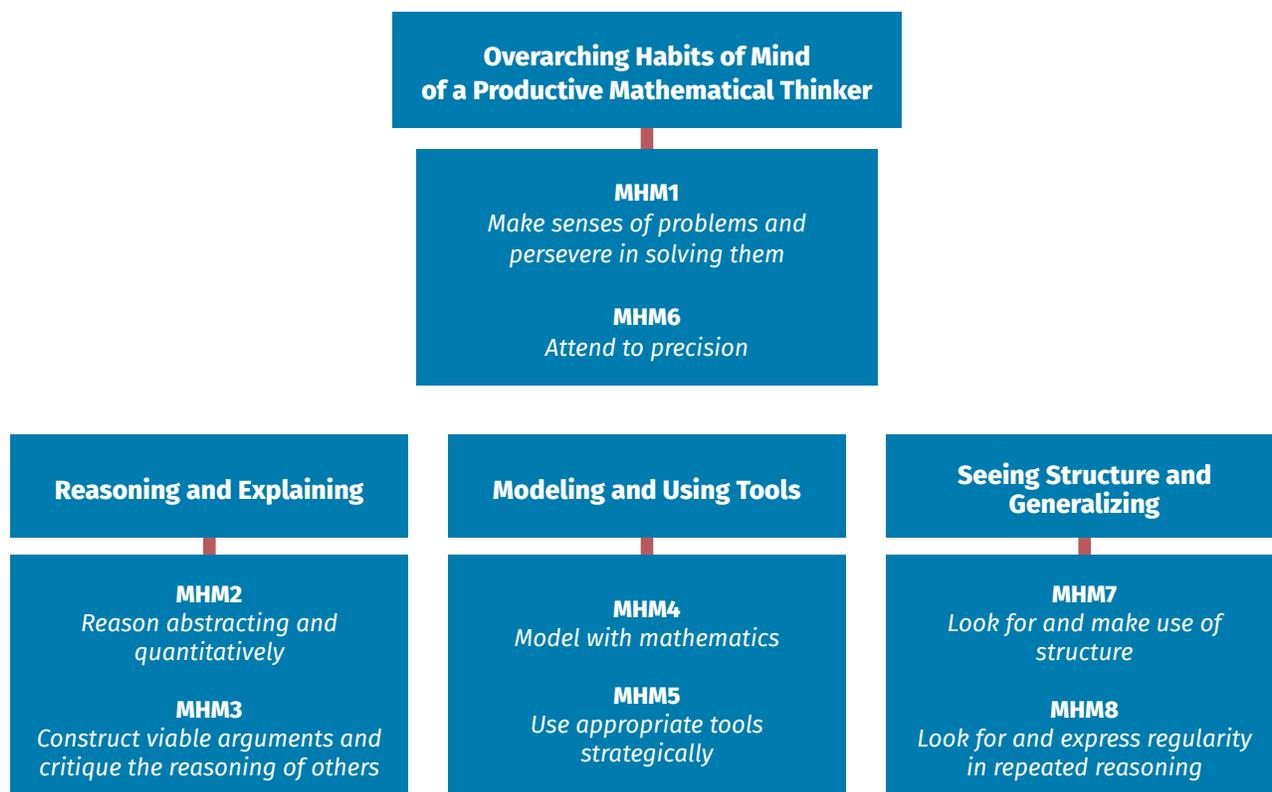 Overarching Habits of Mind
of a Productive Mathematical Thinker
MHM1
Make senses of problems and
persevere in solving them
MHM6
Attend to precision
Reasoning and Explaining
MHM2
Reason abstracting and
quantitatively
MHM3
Construct viable arguments and
critique the reasoning of others
Modeling and Using Tools
MHM4
Model with mathematics
MHM5
Use appropriate tools
strategically
Seeing Structure and
Generalizing
MHM7
Look for and make use of
structure
MHM8
Look for and express regularity
in repeated reasoning